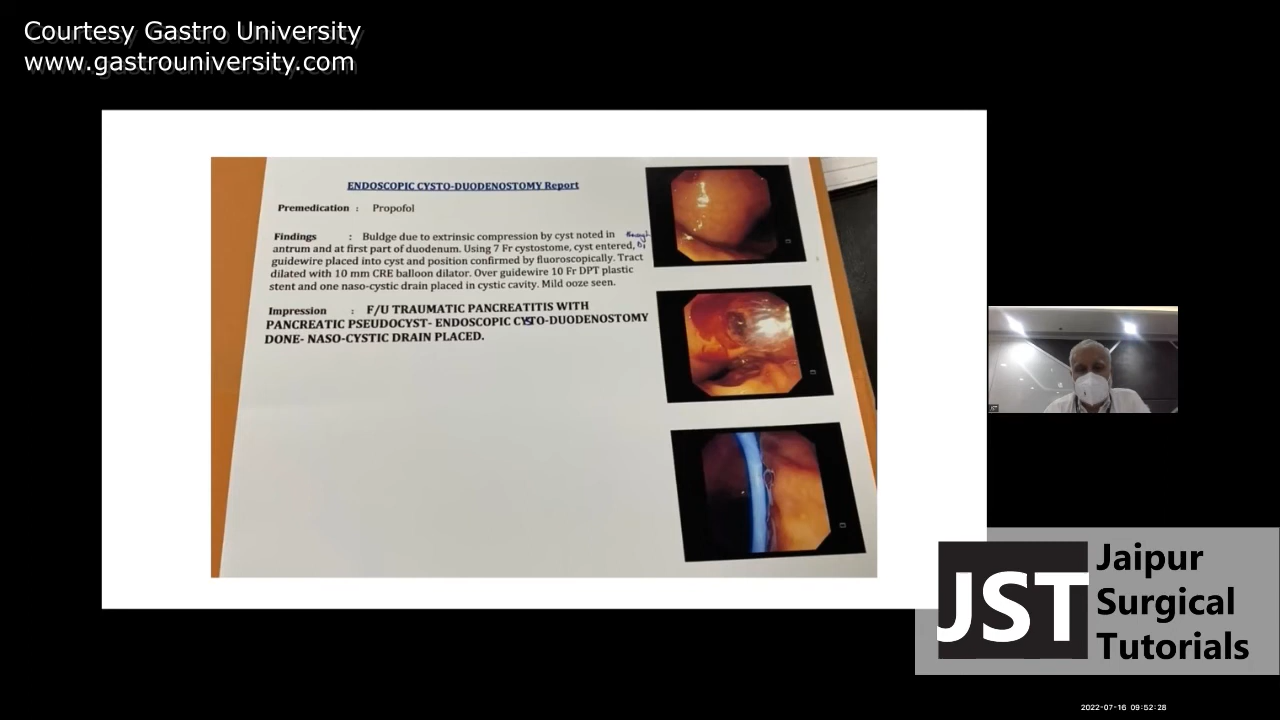 Courtesy Gastro University
www.gastrouniversity.com
ENDOSCOPIC CYSTO-DUODENOSTOMY Report
Premedication : Propofol
Findings : Buldge due to extrinsic compression by cyst noted in
antrum and at first part of duodenum. Using 7 Fr cystostome, cyst entered, through D1
guidewire placed into cyst and position confirmed by fluoroscopically. Tract
dilated with 10 mm CRE balloon dilator. Over guidewire 10 Fr DPT plastic
stent and one naso-cystic drain placed in cystic cavity. Mild ooze seen.
Impression : F/U TRAUMATIC PANCREATITIS WITH
PANCREATIC PSEUDOCYST- ENDOSCOPIC CYSTO-DUODENOSTOMY
DONE- NASO-CYSTIC DRAIN PLACED.
JST
Jaipur
Surgical
Tutorials
2022-07-16 09:52:28